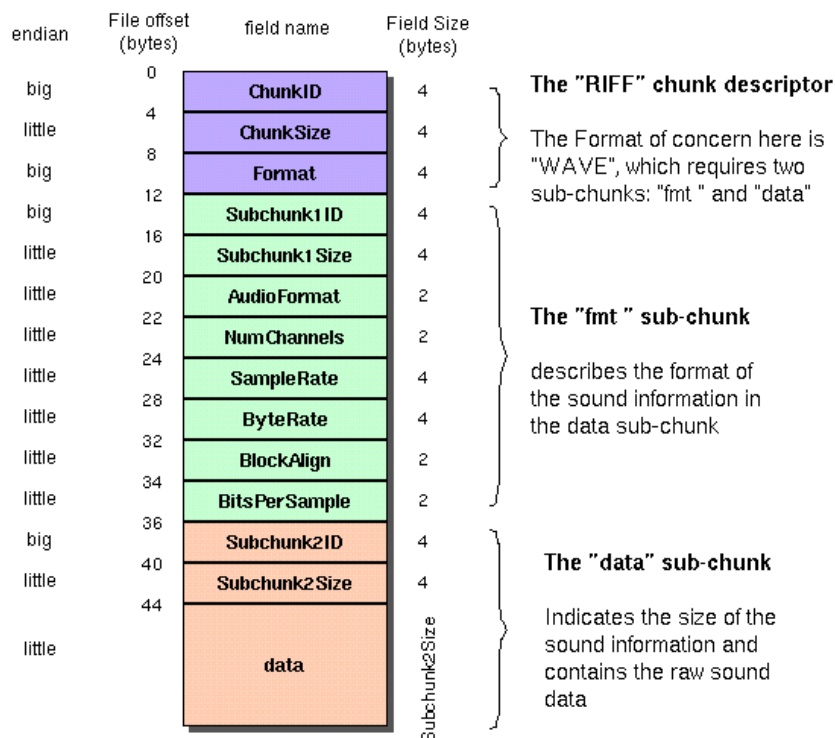 endian
File offset
(bytes)
field name
Field Size
(bytes)
0
big
ChunkID
4
4
little
ChunkSize
4
8
big
Format
4
12
big
Subchunk1ID
4
16
little
Subchunk1Size
4
20
little
AudioFormat
2
22
little
NumChannels
2
24
little
SampleRate
4
28
little
ByteRate
4
32
little
BlockAlign
2
34
little
BitsPerSample
2
36
big
Subchunk2ID
4
40
little
Subchunk2Size
4
44
little
data
Subchunk2Size
The "RIFF" chunk descriptor
The Format of concern here is
"WAVE", which requires two
sub-chunks: "fmt " and "data"
The "fmt " sub-chunk
describes the format of
the sound information in
the data sub-chunk
The "data" sub-chunk
Indicates the size of the
sound information and
contains the raw sound
data